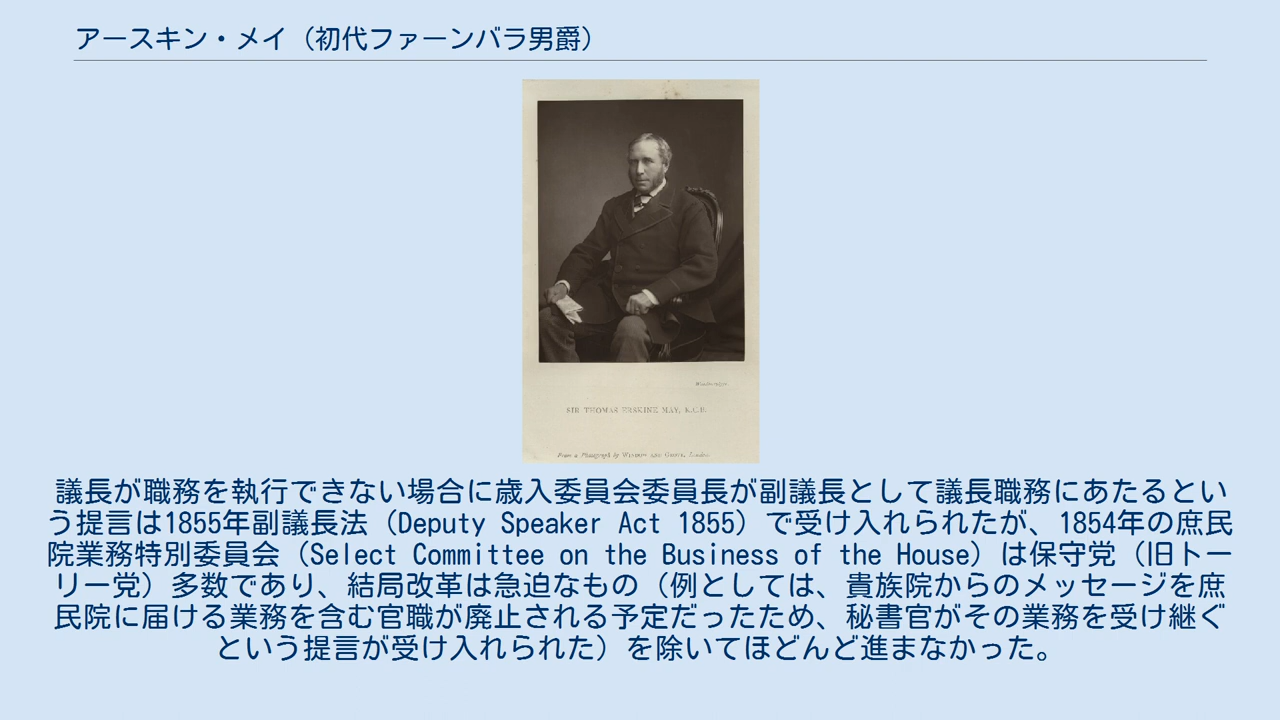 アースキン・メイ（初代ファーンバラ男爵）
SIR THOMAS ERSKINE MAY, K.C.B.
From a Photograph by WINDOW AND GROVE, London
議長が職務を執行できない場合に歳入委員会委員長が副議長として議長職務にあたるとい
う提言は1855年副議長法（Deputy Speaker Act 1855）で受け入れられたが、1854年の庶民
院業務特別委員会（Select Committee on the Business of the House）は保守党（旧トー
リー党）多数であり、結局改革は急迫なもの（例としては、貴族院からのメッセージを庶
民院に届ける業務を含む官職が廃止される予定だったため、秘書官がその業務を受け継ぐ
という提言が受け入れられた）を除いてほどんど進まなかった。